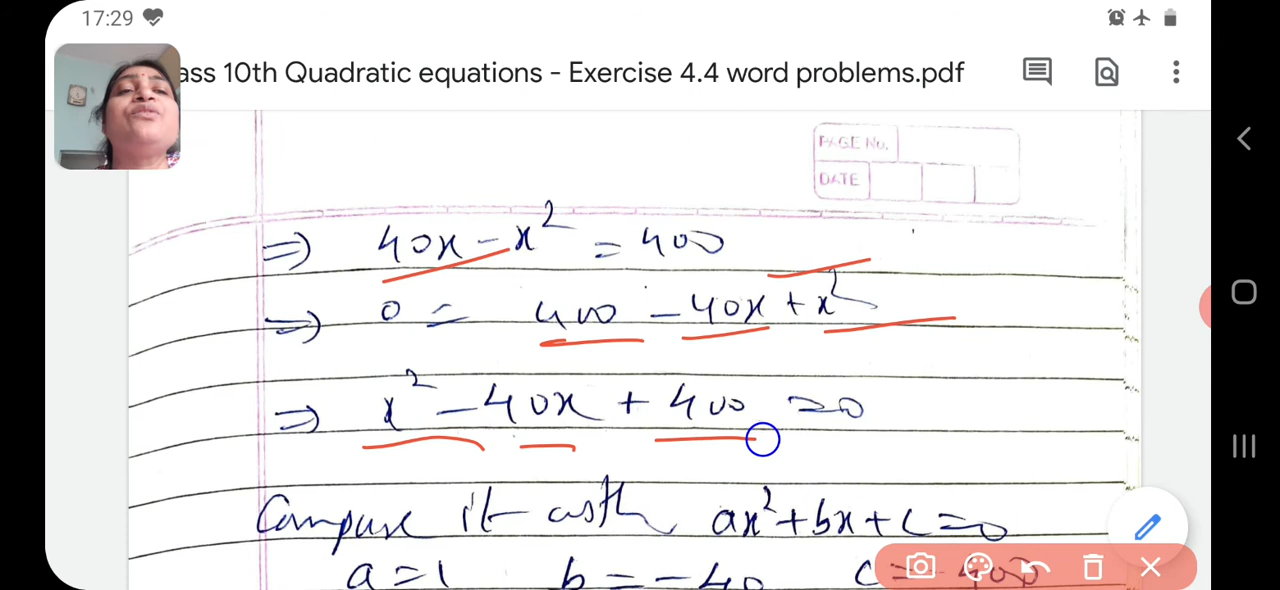 17:29
ass 10th Quadratic equations - Exercise 4.4 word problems.pdf
PAGE No.
DATE
=> 40x - x² = 400
=> 0 = 400 - 40x + x²
=> x² - 40x + 400 = 0
Compare it with ax² + bx + c = 0
a = 1 b = -40 c = 400